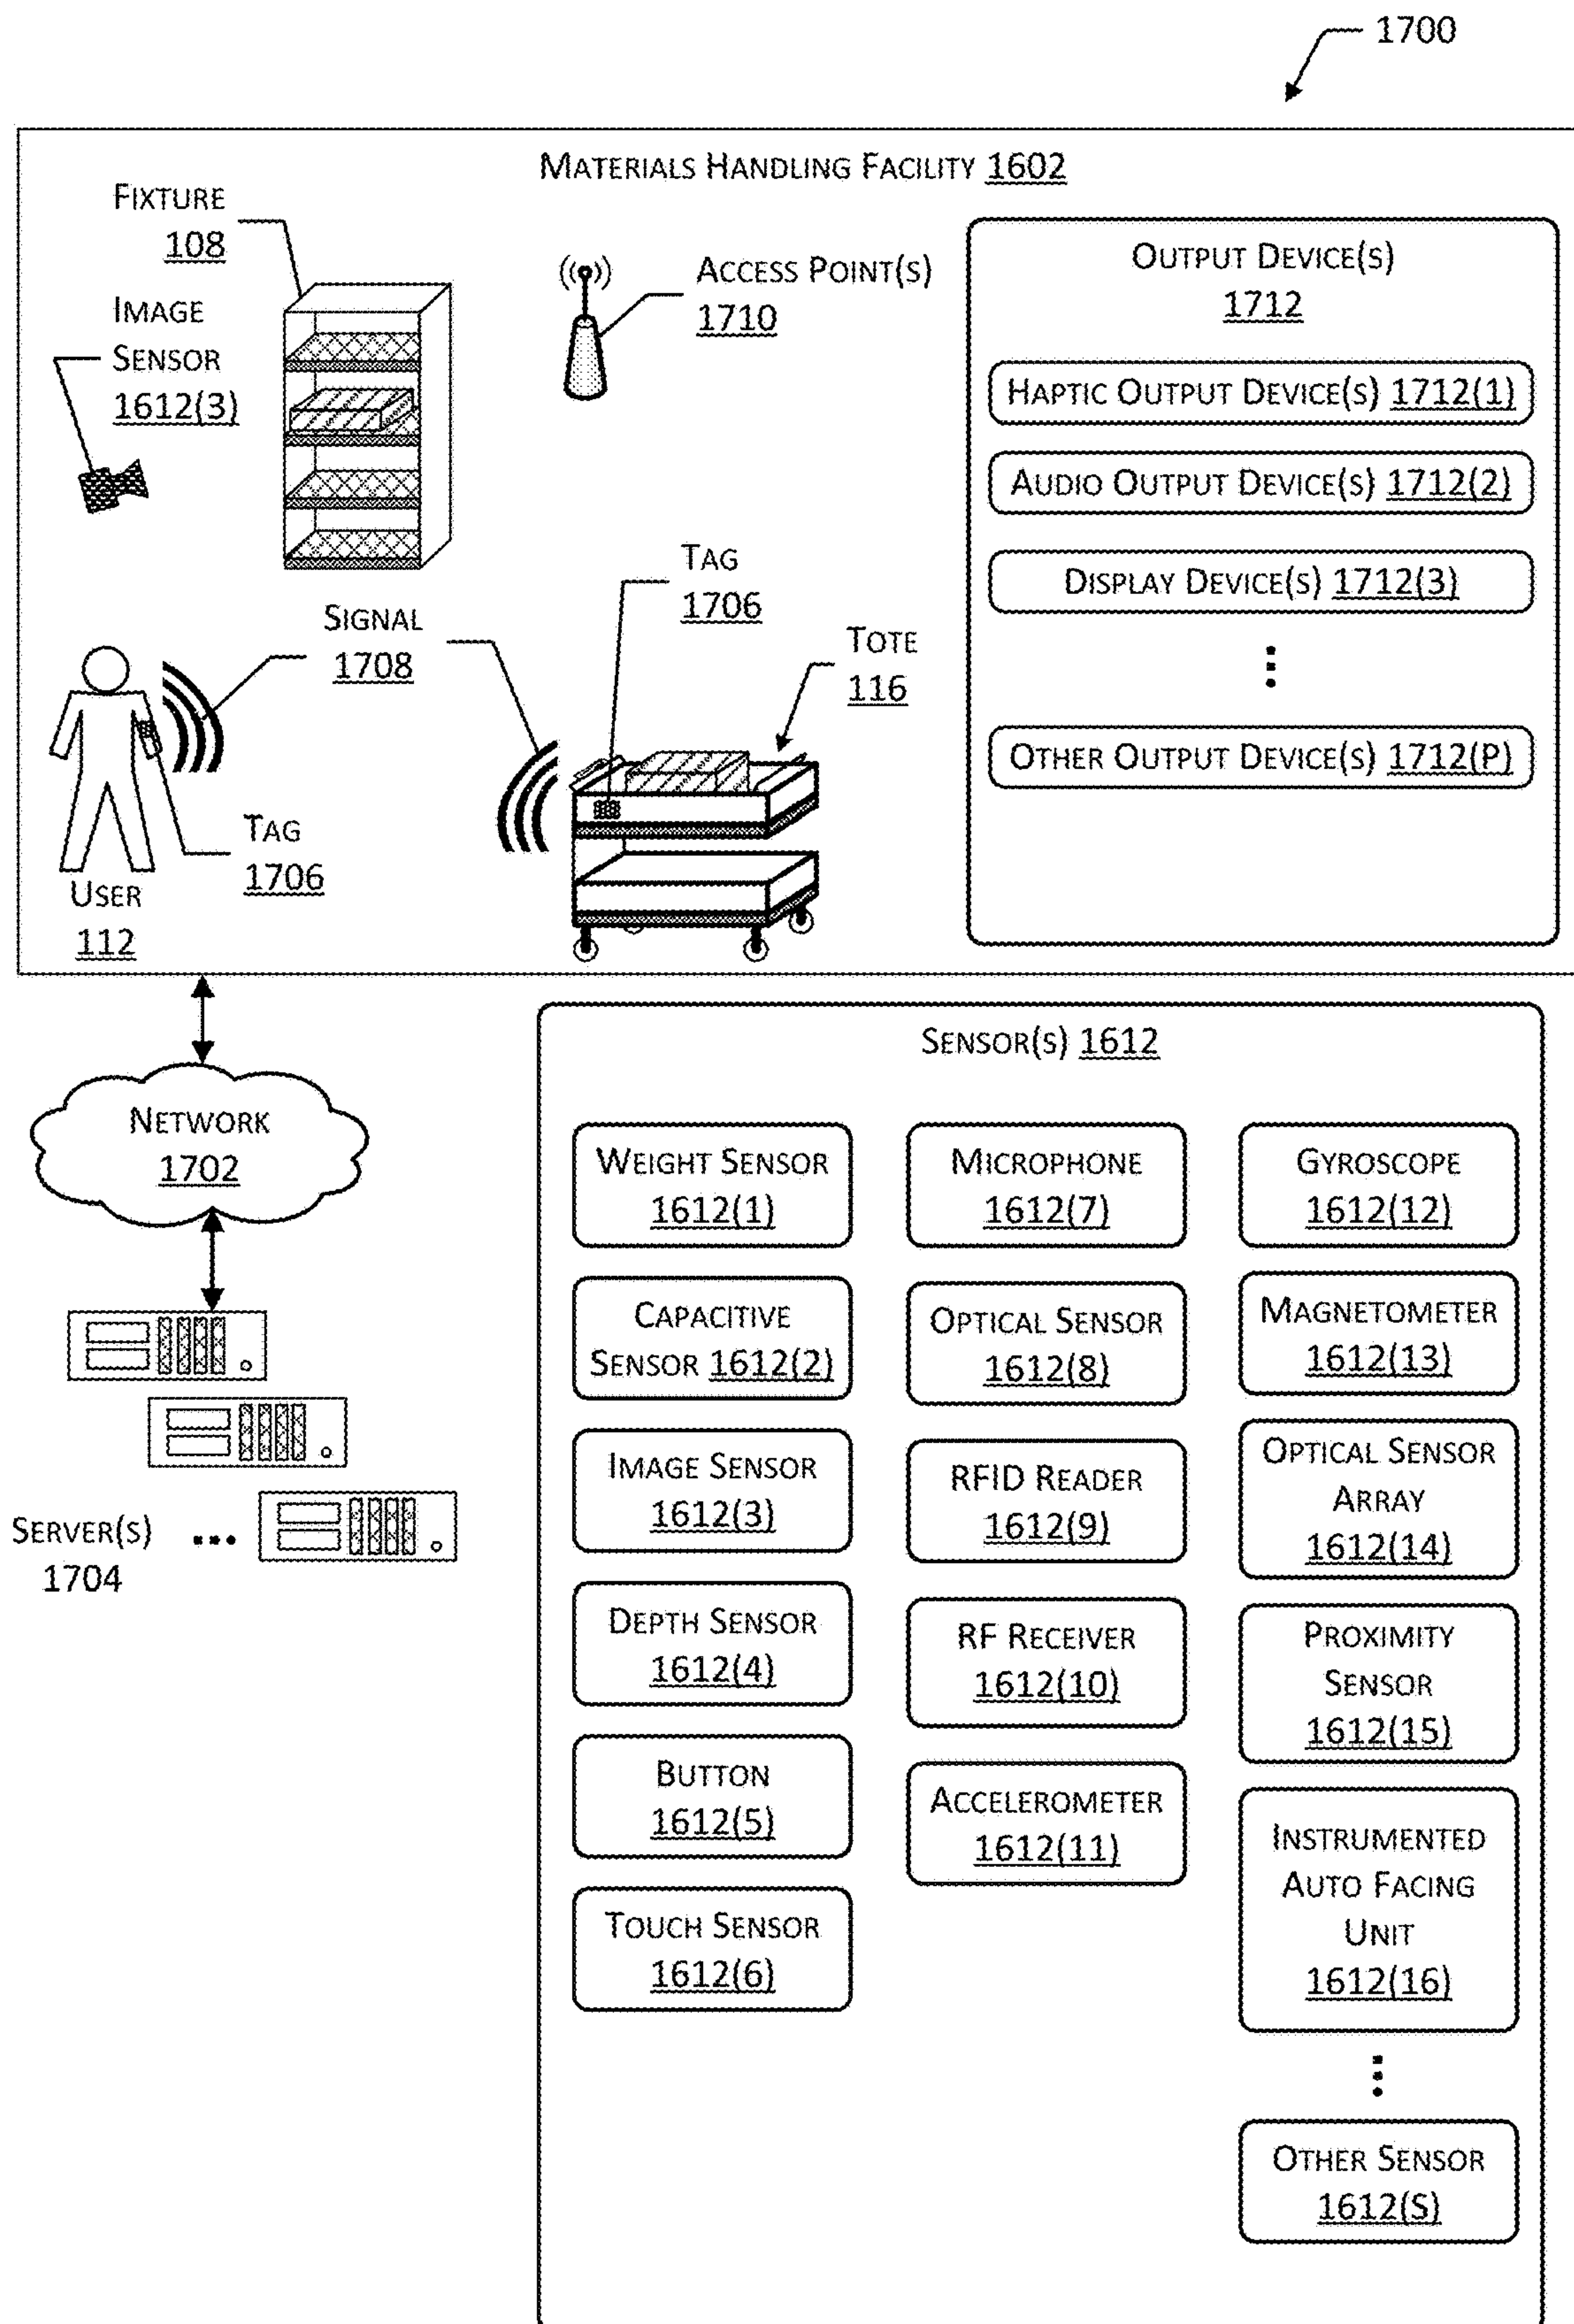 1700
MATERIALS HANDLING FACILITY 1602
FIXTURE
108
IMAGE
SENSOR
1612(3)
ACCESS POINT(S)
1710
OUTPUT DEVICE(S)
1712
HAPTIC OUTPUT DEVICE(S) 1712(1)
AUDIO OUTPUT DEVICE(S) 1712(2)
DISPLAY DEVICE(S) 1712(3)
OTHER OUTPUT DEVICE(S) 1712(P)
TAG
1706
SIGNAL
1708
TOTE
116
TAG
1706
USER
112
NETWORK
1702
SERVER(S)
1704
SENSOR(S) 1612
WEIGHT SENSOR
1612(1)
CAPACITIVE
SENSOR 1612(2)
IMAGE SENSOR
1612(3)
DEPTH SENSOR
1612(4)
BUTTON
1612(5)
TOUCH SENSOR
1612(6)
MICROPHONE
1612(7)
OPTICAL SENSOR
1612(8)
RFID READER
1612(9)
RF RECEIVER
1612(10)
ACCELEROMETER
1612(11)
GYROSCOPE
1612(12)
MAGNETOMETER
1612(13)
OPTICAL SENSOR
ARRAY
1612(14)
PROXIMITY
SENSOR
1612(15)
INSTRUMENTED
AUTO FACING
UNIT
1612(16)
OTHER SENSOR
1612(S)